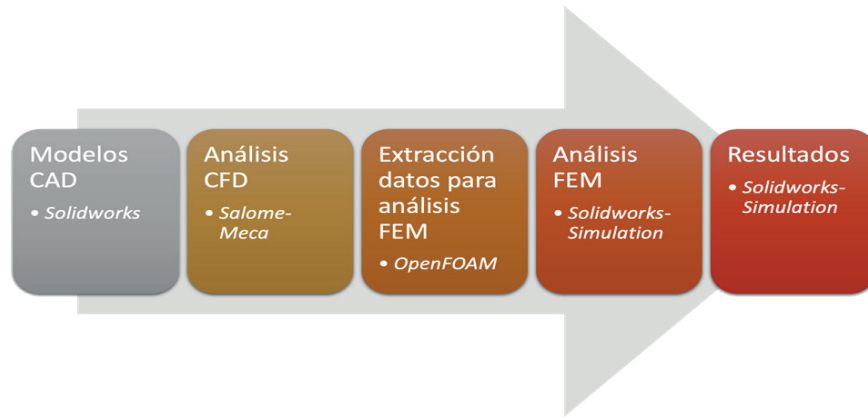 Modelos
CAD
• Solidworks
Análisis
CFD
• Salome-
Meca
Extracción
datos para
análisis
FEM
• OpenFOAM
Análisis
FEM
• Solidworks-
Simulation
Resultados
• Solidworks-
Simulation